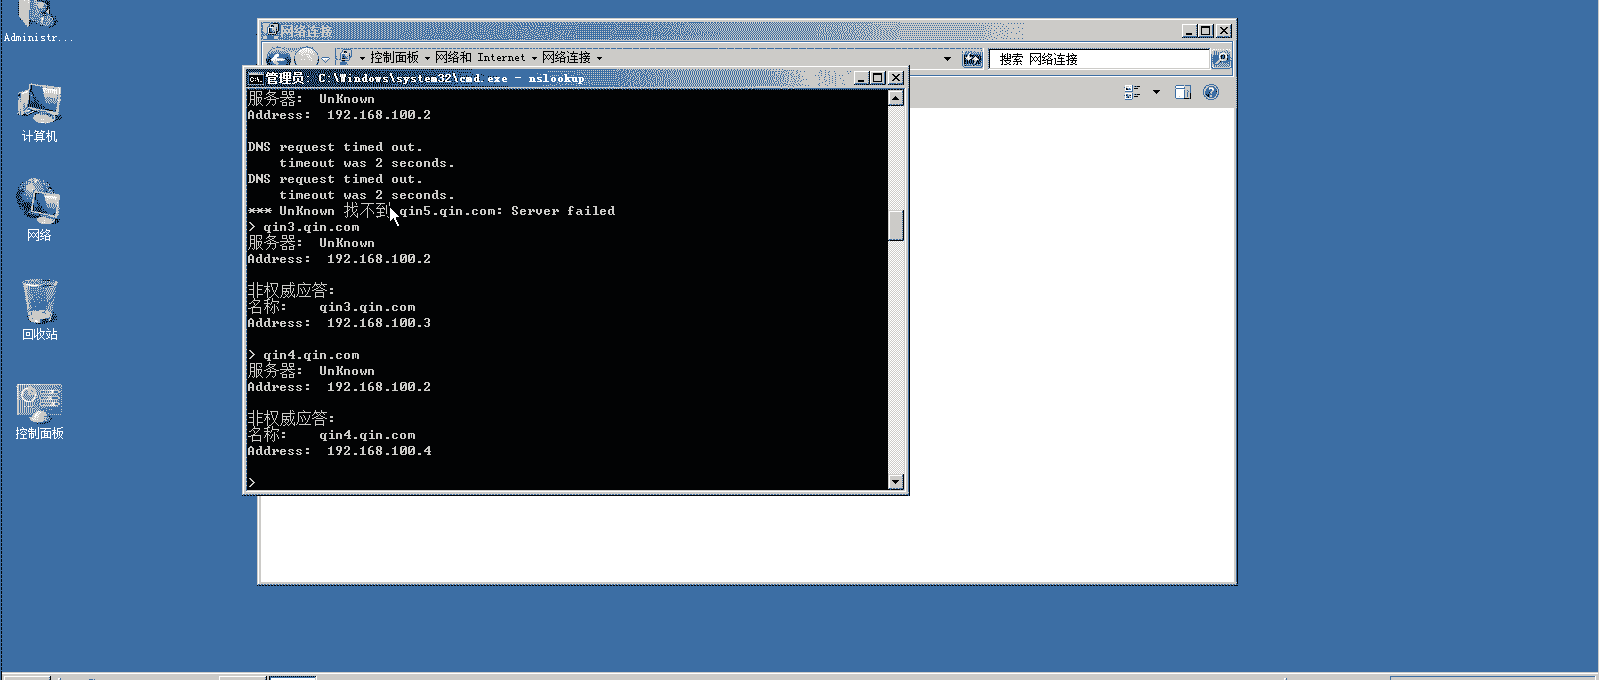 Administr...
计算机
网络
回收站
控制面板
网络连接
控制面板 网络和 Internet 网络连接
搜索 网络连接
管理员: C:\Windows\system32\cmd.exe - nslookup
服务器:  UnKnown
Address:  192.168.100.2
DNS request timed out.
    timeout was 2 seconds.
DNS request timed out.
    timeout was 2 seconds.
*** UnKnown 找不到 qin5.qin.com: Server failed
> qin3.qin.com
服务器:  UnKnown
Address:  192.168.100.2
非权威应答:
名称:    qin3.qin.com
Address:  192.168.100.3
> qin4.qin.com
服务器:  UnKnown
Address:  192.168.100.2
非权威应答:
名称:    qin4.qin.com
Address:  192.168.100.4
>